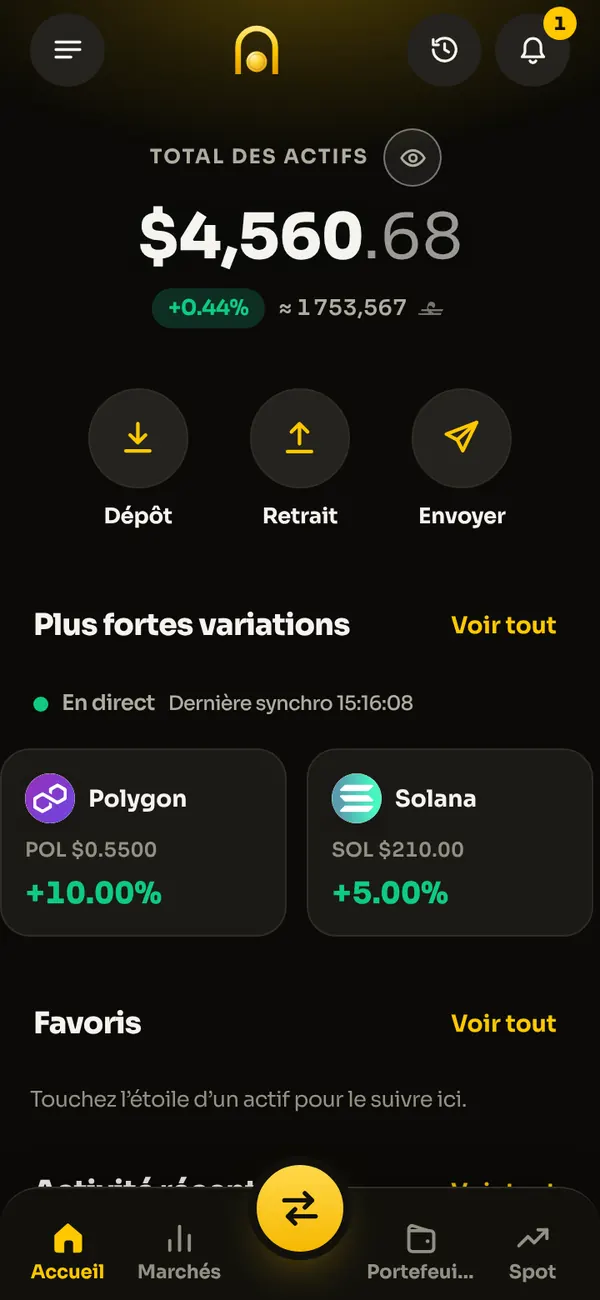 1
TOTAL DES ACTIFS
$4,560.68
+0.44% ≈ 1 753,567
Dépôt Retrait Envoyer
Plus fortes variations Voir tout
En direct Dernière synchro 15:16:08
Polygon
POL $0.5500
+10.00%
Solana
SOL $210.00
+5.00%
Favoris Voir tout
Touchez l’étoile d’un actif pour le suivre ici.
Accueil Marchés Portefeui... Spot